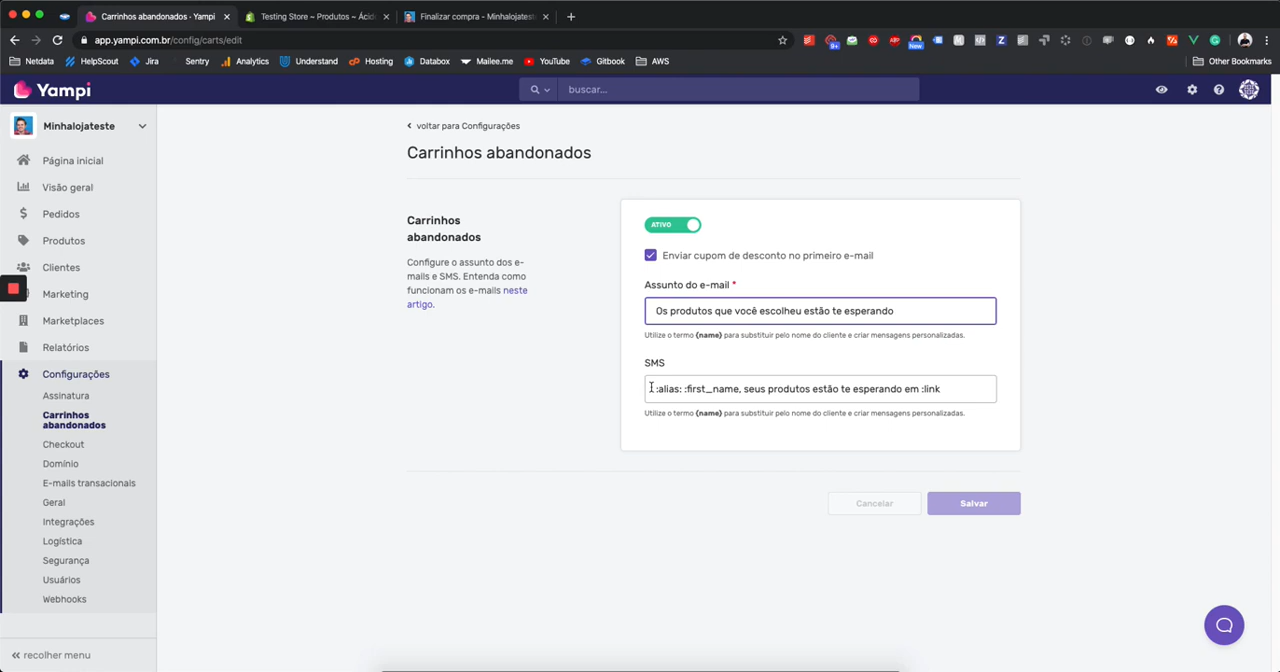 Carrinhos abandonados · Yampi
Testing Store ~ Produtos ~ Ácid
Finalizar compra - Minhalojatest
app.yampi.com.br/config/carts/edit
9+
ABP
New
Z
Netdata
HelpScout
Jira
Sentry
Analytics
Understand
Hosting
Databox
Mailee.me
YouTube
Gitbook
AWS
Other Bookmarks
Yampi
buscar...
Minhalojateste
Página inicial
Visão geral
Pedidos
Produtos
Clientes
Marketing
Marketplaces
Relatórios
Configurações
Assinatura
Carrinhos
abandonados
Checkout
Domínio
E-mails transacionais
Geral
Integrações
Logística
Segurança
Usuários
Webhooks
recolher menu
voltar para Configurações
Carrinhos abandonados
Carrinhos
abandonados
Configure o assunto dos e-
mails e SMS. Entenda como
funcionam os e-mails neste
artigo.
ATIVO
Enviar cupom de desconto no primeiro e-mail
Assunto do e-mail *
Os produtos que você escolheu estão te esperando
Utilize o termo {name} para substituir pelo nome do cliente e criar mensagens personalizadas.
SMS
:alias: :first_name, seus produtos estão te esperando em :link
Utilize o termo {name} para substituir pelo nome do cliente e criar mensagens personalizadas.
Cancelar
Salvar